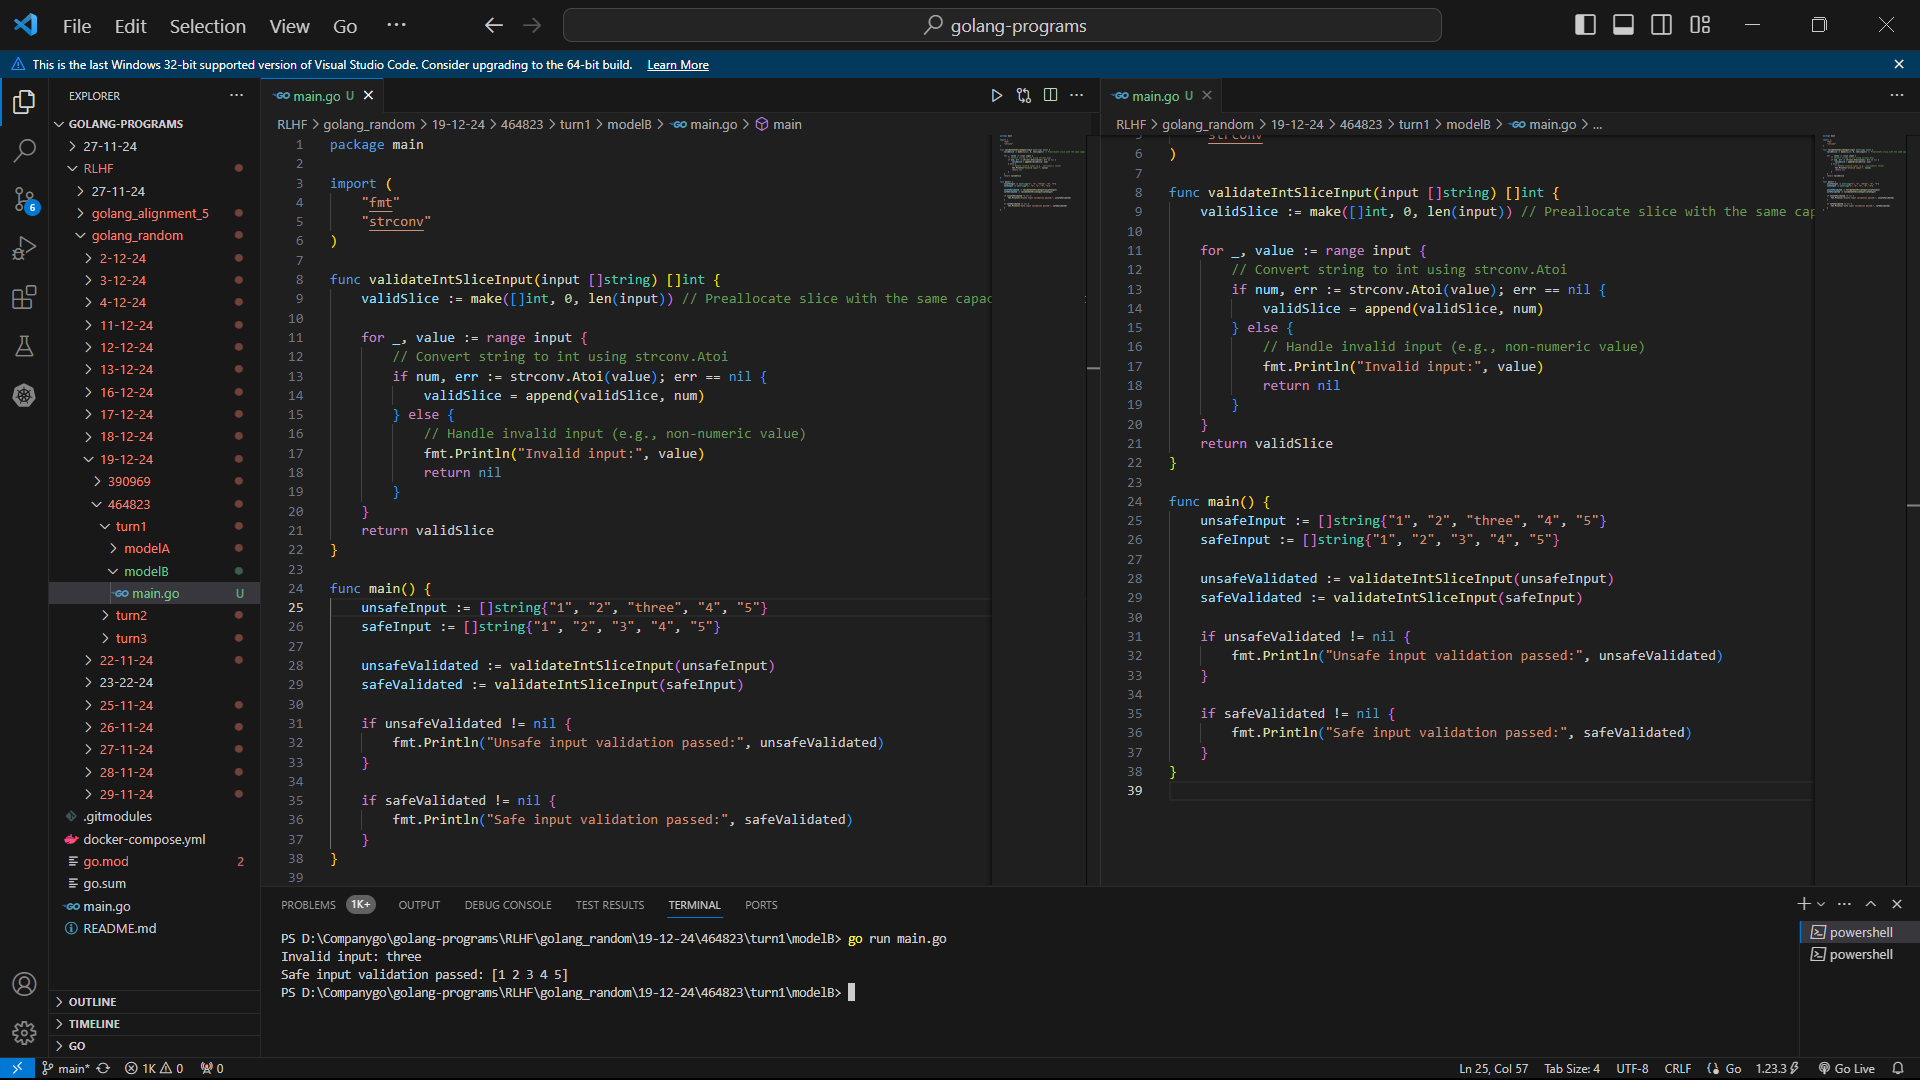 File Edit Selection View Go ··· golang-programs
This is the last Windows 32-bit supported version of Visual Studio Code. Consider upgrading to the 64-bit build. Learn More
EXPLORER
GOLANG-PROGRAMS
27-11-24
RLHF
27-11-24
golang_alignment_5
golang_random
2-12-24
3-12-24
4-12-24
11-12-24
12-12-24
13-12-24
16-12-24
17-12-24
18-12-24
19-12-24
390969
464823
turn1
modelA
modelB
main.go U
turn2
turn3
22-11-24
23-22-24
25-11-24
26-11-24
27-11-24
28-11-24
29-11-24
.gitmodules
docker-compose.yml
go.mod 2
go.sum
main.go
README.md
OUTLINE
TIMELINE
GO
6
main.go U
RLHF > golang_random > 19-12-24 > 464823 > turn1 > modelB > main.go > main
1 package main
2
3 import (
4 "fmt"
5 "strconv"
6 )
7
8 func validateIntSliceInput(input []string) []int {
9 validSlice := make([]int, 0, len(input)) // Preallocate slice with the same capac
10
11 for _, value := range input {
12 // Convert string to int using strconv.Atoi
13 if num, err := strconv.Atoi(value); err == nil {
14 validSlice = append(validSlice, num)
15 } else {
16 // Handle invalid input (e.g., non-numeric value)
17 fmt.Println("Invalid input:", value)
18 return nil
19 }
20 }
21 return validSlice
22 }
23
24 func main() {
25 unsafeInput := []string{"1", "2", "three", "4", "5"}
26 safeInput := []string{"1", "2", "3", "4", "5"}
27
28 unsafeValidated := validateIntSliceInput(unsafeInput)
29 safeValidated := validateIntSliceInput(safeInput)
30
31 if unsafeValidated != nil {
32 fmt.Println("Unsafe input validation passed:", unsafeValidated)
33 }
34
35 if safeValidated != nil {
36 fmt.Println("Safe input validation passed:", safeValidated)
37 }
38 }
39
main.go U
RLHF > golang_random > 19-12-24 > 464823 > turn1 > modelB > main.go > ...
5 "strconv"
6 )
7
8 func validateIntSliceInput(input []string) []int {
9 validSlice := make([]int, 0, len(input)) // Preallocate slice with the same cap
10
11 for _, value := range input {
12 // Convert string to int using strconv.Atoi
13 if num, err := strconv.Atoi(value); err == nil {
14 validSlice = append(validSlice, num)
15 } else {
16 // Handle invalid input (e.g., non-numeric value)
17 fmt.Println("Invalid input:", value)
18 return nil
19 }
20 }
21 return validSlice
22 }
23
24 func main() {
25 unsafeInput := []string{"1", "2", "three", "4", "5"}
26 safeInput := []string{"1", "2", "3", "4", "5"}
27
28 unsafeValidated := validateIntSliceInput(unsafeInput)
29 safeValidated := validateIntSliceInput(safeInput)
30
31 if unsafeValidated != nil {
32 fmt.Println("Unsafe input validation passed:", unsafeValidated)
33 }
34
35 if safeValidated != nil {
36 fmt.Println("Safe input validation passed:", safeValidated)
37 }
38 }
39
PROBLEMS 1K+ OUTPUT DEBUG CONSOLE TEST RESULTS TERMINAL PORTS
PS D:\Companygo\golang-programs\RLHF\golang_random\19-12-24\464823\turn1\modelB> go run main.go
Invalid input: three
Safe input validation passed: [1 2 3 4 5]
PS D:\Companygo\golang-programs\RLHF\golang_random\19-12-24\464823\turn1\modelB>
powershell
powershell
main* 1K 0 0 Ln 25, Col 57 Tab Size: 4 UTF-8 CRLF Go 1.23.3 Go Live